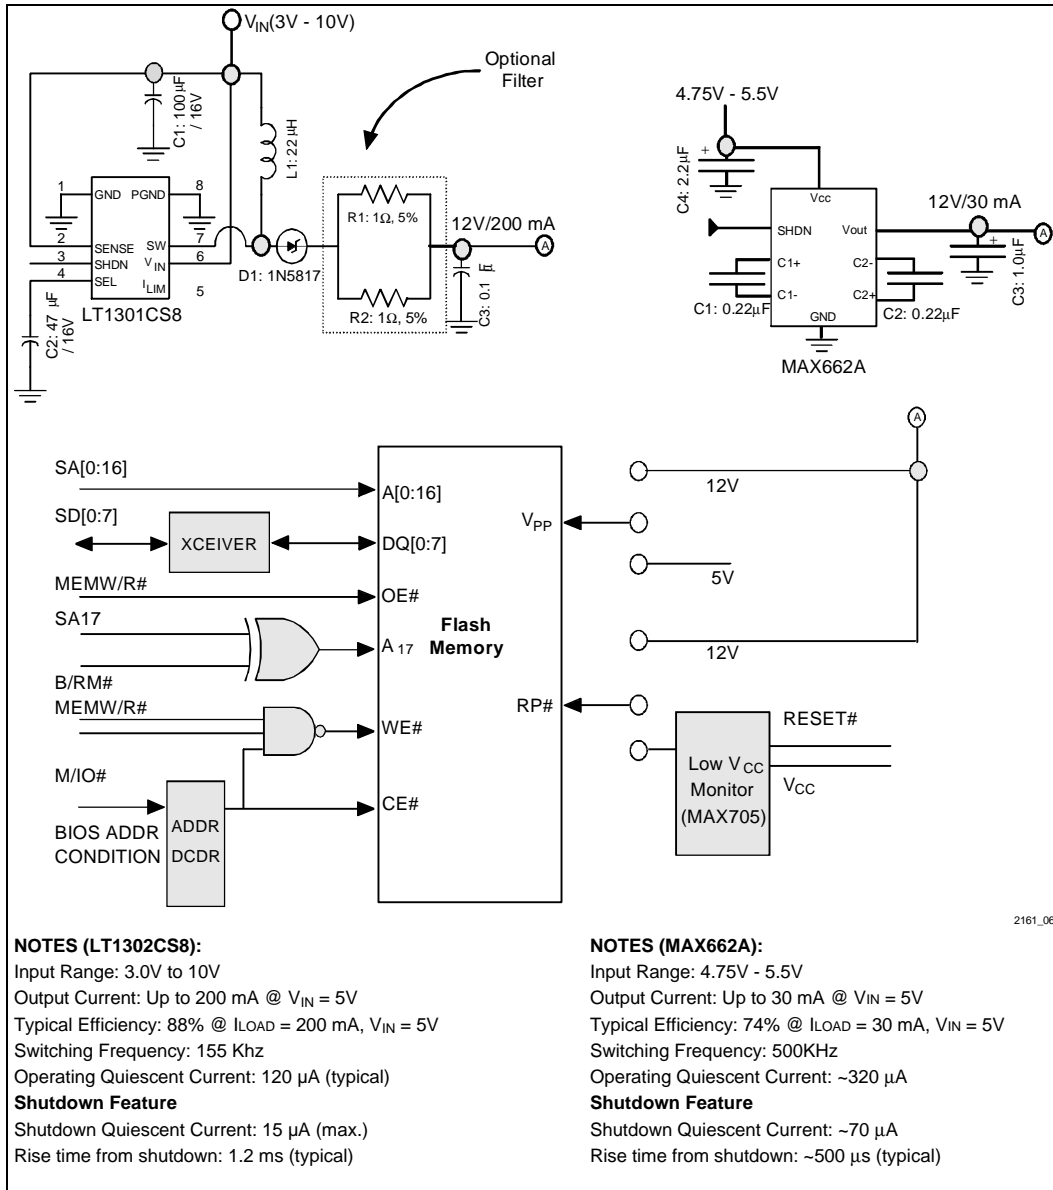 VIN(3V - 10V)
Optional
Filter
C1: 100µF
/ 16V
L1: 22µH
1
GND
PGND
8
2
SENSE
SW
7
3
SHDN
VIN
6
4
SEL
ILIM
5
LT1301CS8
C2: 47 µF
/ 16V
D1: 1N5817
R1: 1Ω, 5%
R2: 1Ω, 5%
12V/200 mA
A
C3: 0.1 µ
4.75V - 5.5V
+
C4: 2.2µF
Vcc
SHDN
Vout
C1+
C2-
C1-
C2+
GND
C1: 0.22µF
C2: 0.22µF
MAX662A
12V/30 mA
A
+
C3: 1.0µF
A
SA[0:16]
A[0:16]
12V
SD[0:7]
XCEIVER
DQ[0:7]
VPP
MEMW/R#
OE#
5V
SA17
A 17
Flash
Memory
12V
B/RM#
MEMW/R#
WE#
RP#
RESET#
Low VCC
Monitor
(MAX705)
VCC
M/IO#
CE#
BIOS ADDR
CONDITION
ADDR
DCDR
2161_06
NOTES (LT1302CS8):
Input Range: 3.0V to 10V
Output Current: Up to 200 mA @ VIN = 5V
Typical Efficiency: 88% @ ILOAD = 200 mA, VIN = 5V
Switching Frequency: 155 Khz
Operating Quiescent Current: 120 µA (typical)
Shutdown Feature
Shutdown Quiescent Current: 15 µA (max.)
Rise time from shutdown: 1.2 ms (typical)
NOTES (MAX662A):
Input Range: 4.75V - 5.5V
Output Current: Up to 30 mA @ VIN = 5V
Typical Efficiency: 74% @ ILOAD = 30 mA, VIN = 5V
Switching Frequency: 500KHz
Operating Quiescent Current: ~320 µA
Shutdown Feature
Shutdown Quiescent Current: ~70 µA
Rise time from shutdown: ~500 µs (typical)